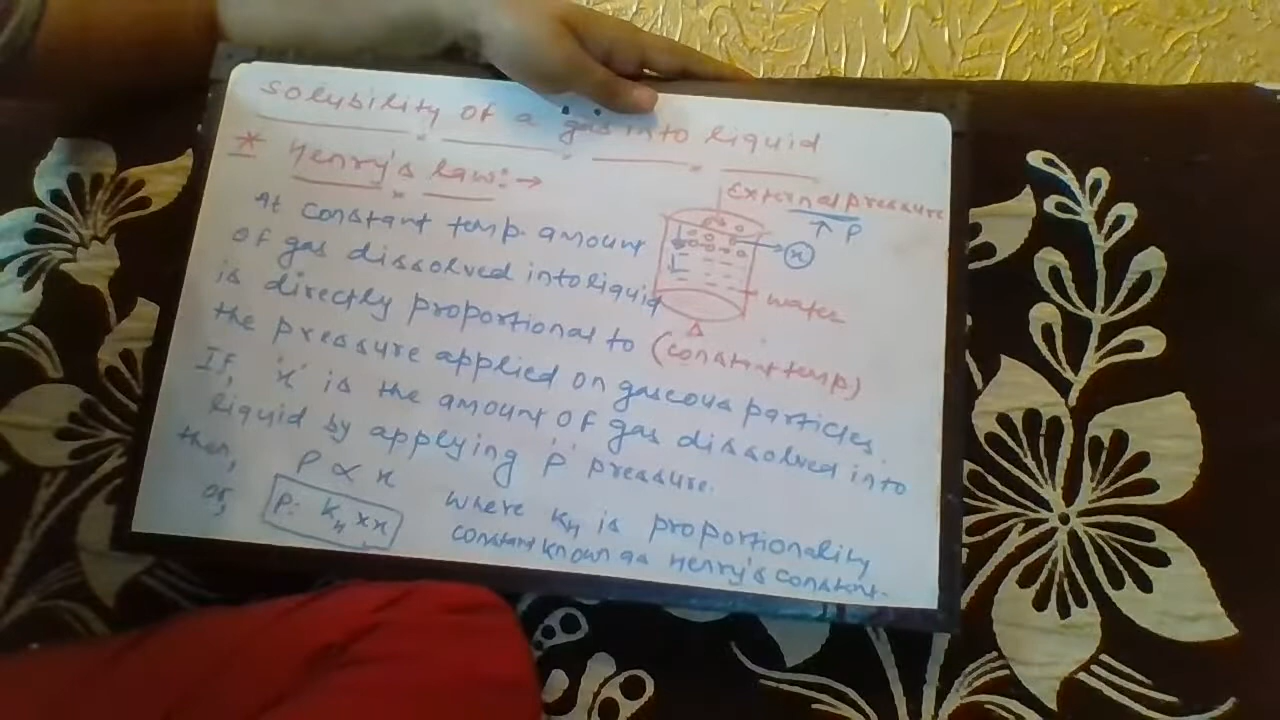 Solubility of a gas into liquid
* Henry's law:→
External pressure
↑ P
At constant temp. amount
of gas dissolved into liquid
x
is directly proportional to
water
(constant temp)
the pressure applied on gaseous particles.
If, 'x' is the amount of gas dissolved into
liquid by applying 'P' pressure.
then, P ∝ x
or, P = K_H × x
where K_H is proportionality
constant known as Henry's constant.